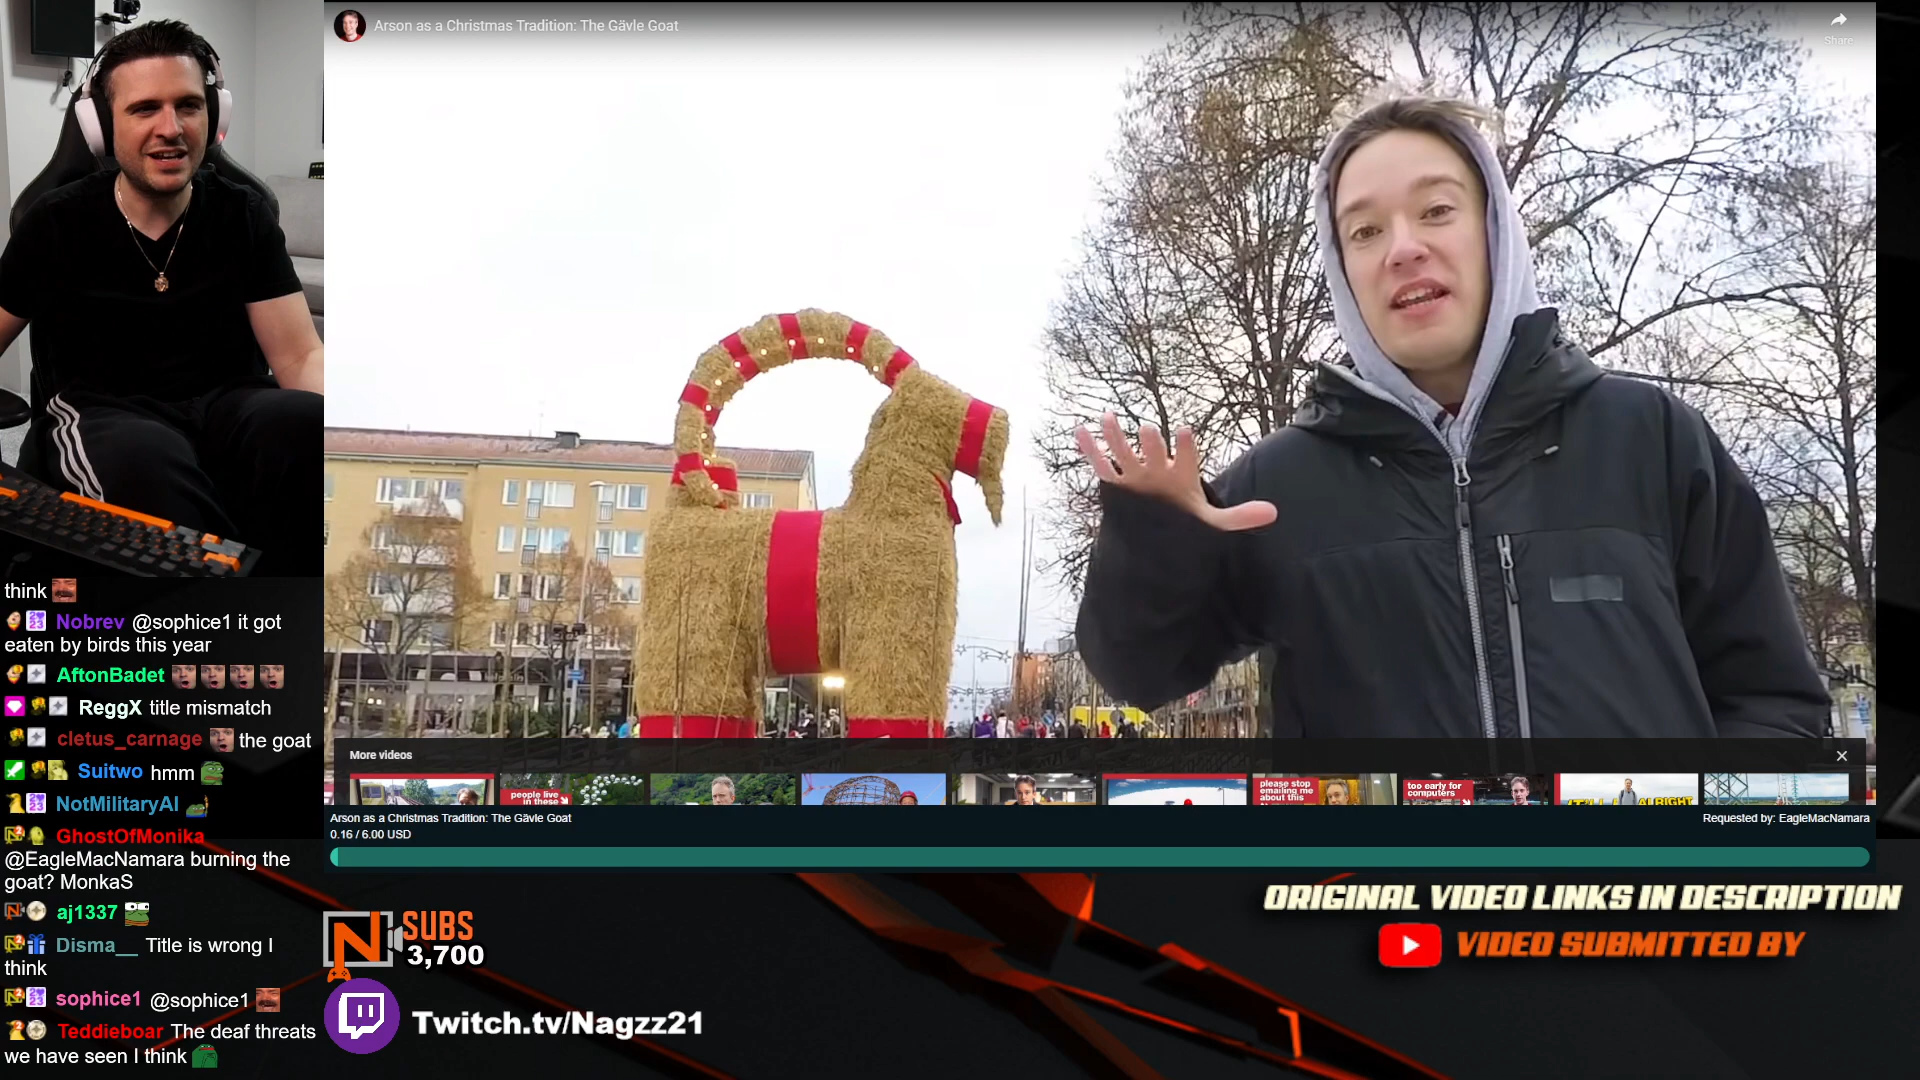 Arson as a Christmas Tradition: The Gävle Goat
Share
More videos
people live
in these
please stop
emailing me
about this
too early for
computers
Arson as a Christmas Tradition: The Gävle Goat
0.16 / 6.00 USD
Requested by: EagleMacNamara
think
Nobrev @sophice1 it got
eaten by birds this year
AftonBadet
ReggX title mismatch
cletus_carnage the goat
Suitwo hmm
NotMilitaryAI
GhostOfMonika
@EagleMacNamara burning the
goat? MonkaS
aj1337
Disma__ Title is wrong I
think
sophice1 @sophice1
Teddieboar The deaf threats
we have seen I think
N SUBS
3,700
Twitch.tv/Nagzz21
ORIGINAL VIDEO LINKS IN DESCRIPTION
VIDEO SUBMITTED BY